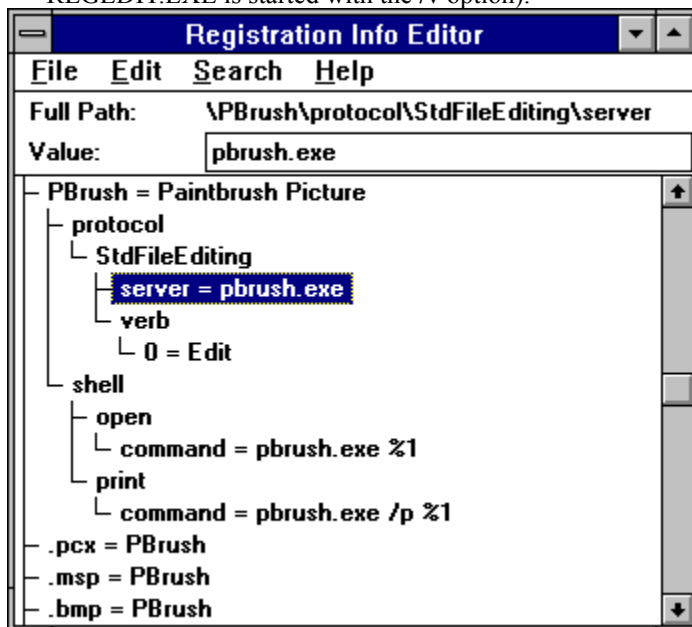 REGEDIT.EXE is started with the /V option).
Registration Info Editor
File Edit Search Help
Full Path: \PBrush\protocol\StdFileEditing\server
Value: pbrush.exe
PBrush = Paintbrush Picture
protocol
StdFileEditing
server = pbrush.exe
verb
0 = Edit
shell
open
command = pbrush.exe %1
print
command = pbrush.exe /p %1
.pcx = PBrush
.msp = PBrush
.bmp = PBrush